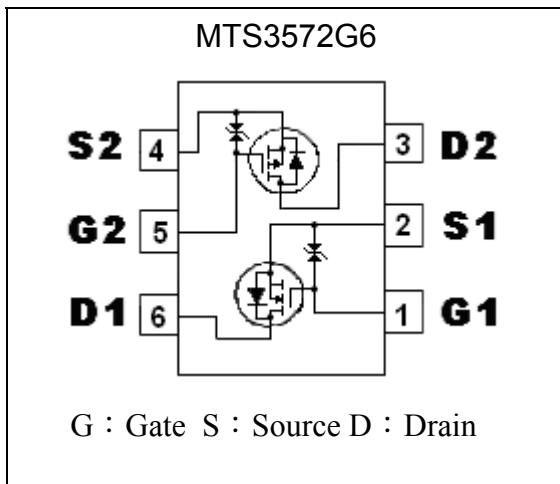 MTS3572G6
S2 4 3 D2
G2 5 2 S1
D1 6 1 G1
G：Gate S：Source D：Drain